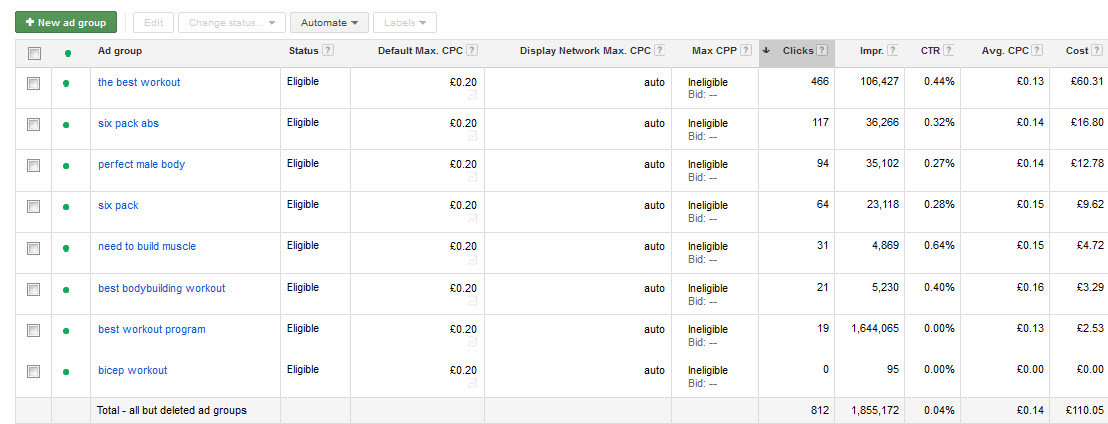 + New ad group Edit Change status... Automate Labels
Ad group Status ? Default Max. CPC ? Display Network Max. CPC ? Max CPP ? Clicks ? Impr. ? CTR ? Avg. CPC ? Cost ?
the best workout Eligible £0.20 auto Ineligible 466 106,427 0.44% £0.13 £60.31
Bid: --
six pack abs Eligible £0.20 auto Ineligible 117 36,266 0.32% £0.14 £16.80
Bid: --
perfect male body Eligible £0.20 auto Ineligible 94 35,102 0.27% £0.14 £12.78
Bid: --
six pack Eligible £0.20 auto Ineligible 64 23,118 0.28% £0.15 £9.62
Bid: --
need to build muscle Eligible £0.20 auto Ineligible 31 4,869 0.64% £0.15 £4.72
Bid: --
best bodybuilding workout Eligible £0.20 auto Ineligible 21 5,230 0.40% £0.16 £3.29
Bid: --
best workout program Eligible £0.20 auto Ineligible 19 1,644,065 0.00% £0.13 £2.53
Bid: --
bicep workout Eligible £0.20 auto Ineligible 0 95 0.00% £0.00 £0.00
Bid: --
Total - all but deleted ad groups 812 1,855,172 0.04% £0.14 £110.05